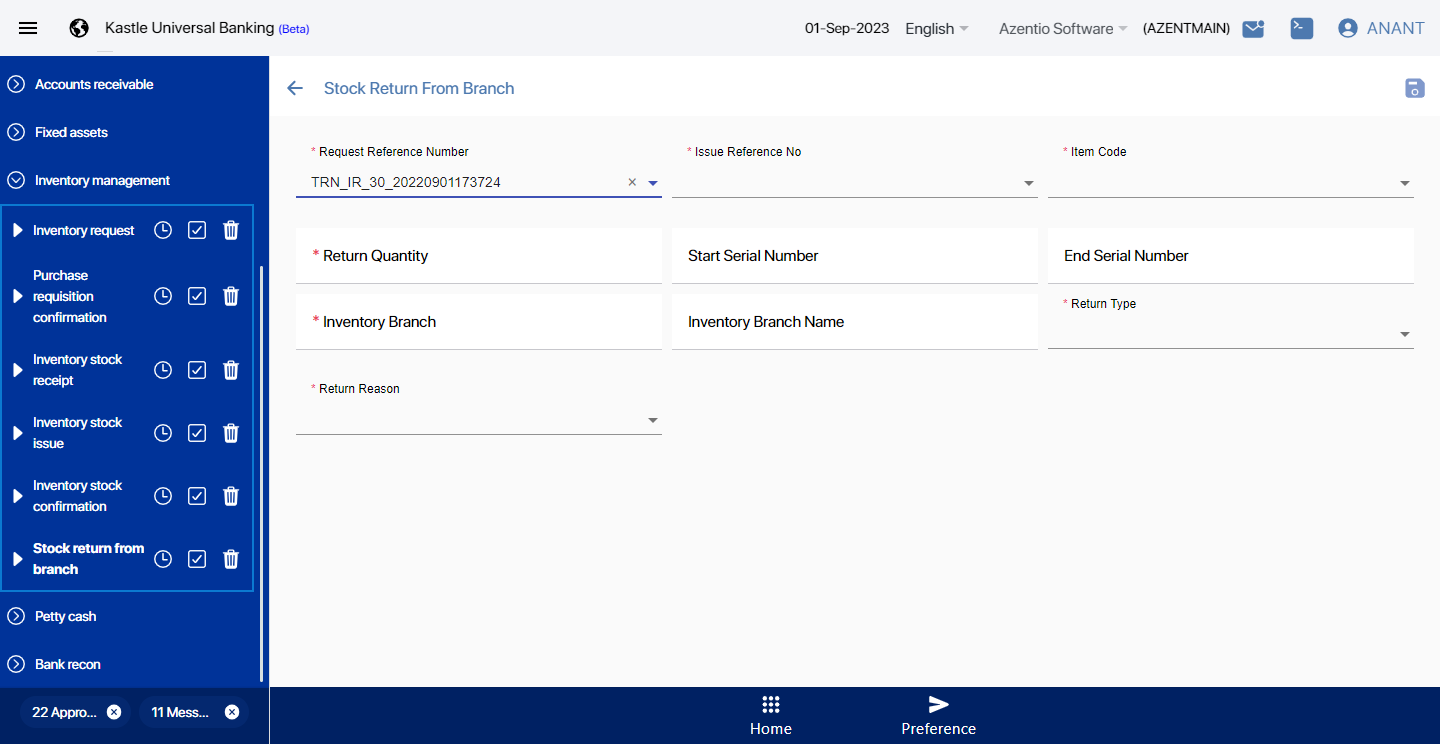 Kastle Universal Banking (Beta)
01-Sep-2023
English
Azentio Software
(AZENTMAIN)
ANANT
Accounts receivable
Fixed assets
Inventory management
Inventory request
Purchase
requisition
confirmation
Inventory stock
receipt
Inventory stock
issue
Inventory stock
confirmation
Stock return from
branch
Petty cash
Bank recon
22 Appro...
11 Mess...
Stock Return From Branch
* Request Reference Number
TRN_IR_30_20220901173724
* Issue Reference No
* Item Code
* Return Quantity
Start Serial Number
End Serial Number
* Inventory Branch
Inventory Branch Name
* Return Type
* Return Reason
Home
Preference